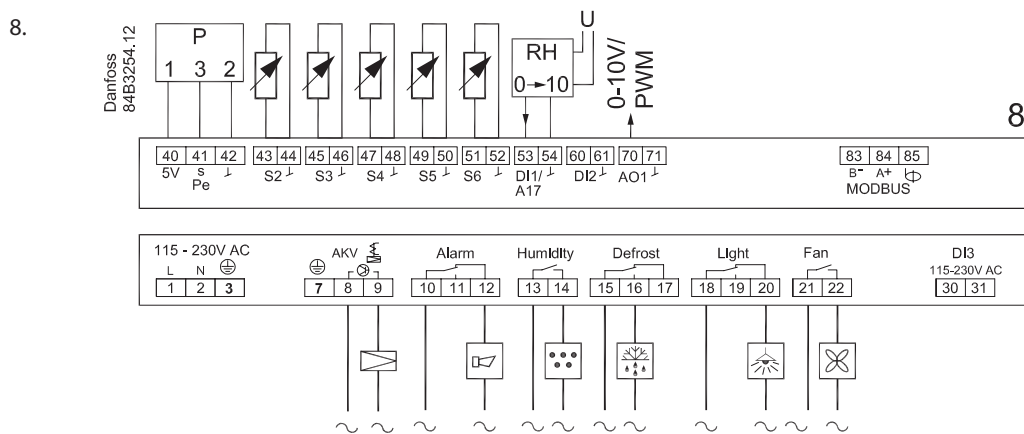 8.
Danfoss
84B3254.12
P
1 3 2
RH
0→10
U
0-10V/
PWM
8
40 41 42 43 44 45 46 47 48 49 50 51 52 53 54 60 61 70 71 83 84 85
5V s S2 S3 S4 S5 S6 DI1/ DI2 AO1 B- A+
Pe A17 MODBUS
115 - 230V AC AKV Alarm Humidity Defrost Light Fan DI3
L N 115-230V AC
1 2 3 7 8 9 10 11 12 13 14 15 16 17 18 19 20 21 22 30 31